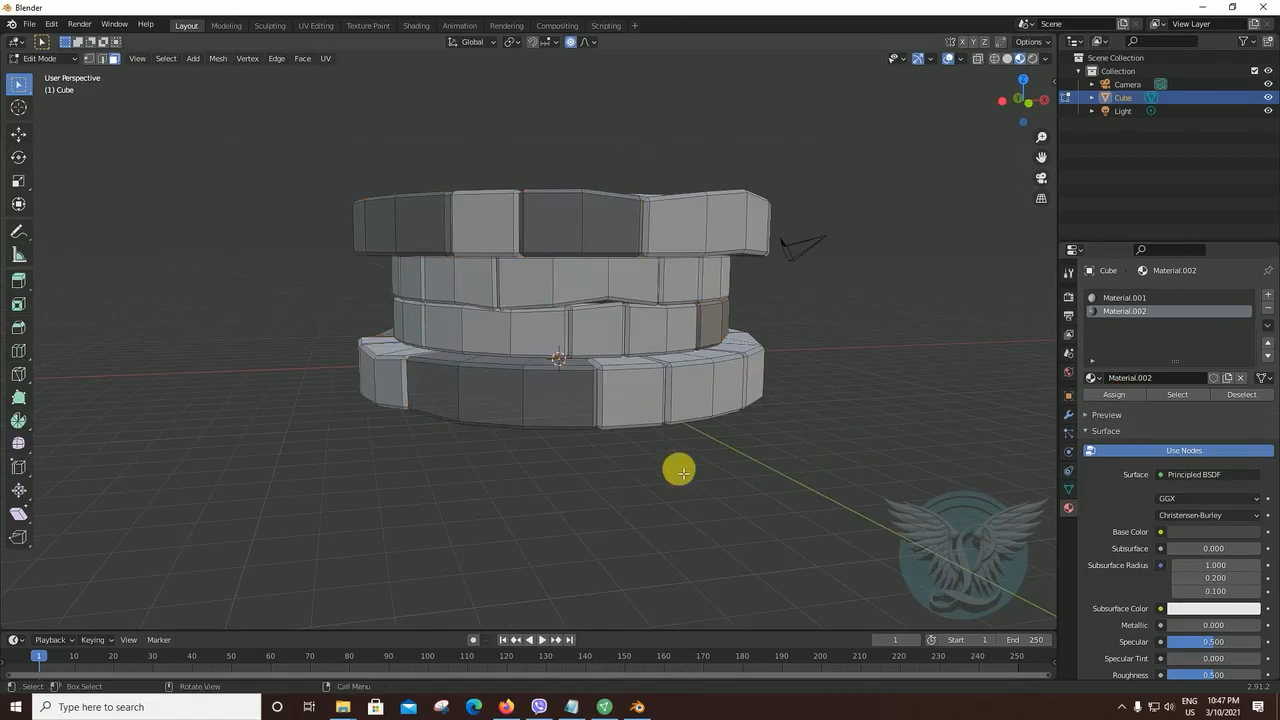 Blender
File Edit Render Window Help Layout Modeling Sculpting UV Editing Texture Paint Shading Animation Rendering Compositing Scripting + Scene View Layer
Global X Y Z Options
Edit Mode View Select Add Mesh Vertex Edge Face UV
User Perspective
(1) Cube
Z
X
Y
Scene Collection
Collection
Camera
Cube
Light
Cube Material.002
Material.001
Material.002
Material.002
Assign Select Deselect
Preview
Surface
Use Nodes
Surface Principled BSDF
GGX
Christensen-Burley
Base Color
Subsurface 0.000
Subsurface Radius 1.000
0.200
0.100
Subsurface Color
Metallic 0.000
Specular 0.500
Specular Tint 0.000
Roughness 0.500
Playback Keying View Marker 1 Start 1 End 250
1 10 20 30 40 50 60 70 80 90 100 110 120 130 140 150 160 170 180 190 200 210 220 230 240 250
Select Box Select Rotate View Call Menu 2.91.2
Type here to search
ENG
US
10:47 PM
3/10/2021